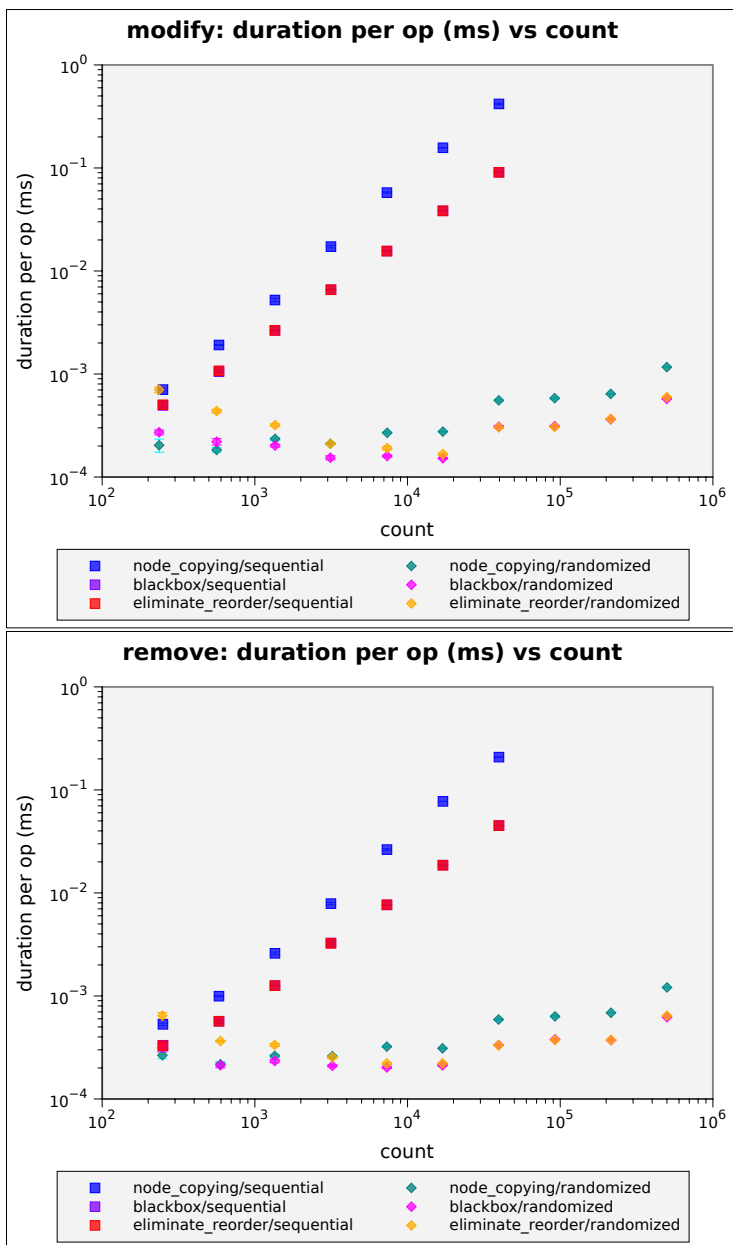 modify: duration per op (ms) vs count
10^0
10^-1
10^-2
10^-3
10^-4
duration per op (ms)
10^2 10^3 10^4 10^5 10^6
count
node_copying/sequential node_copying/randomized
blackbox/sequential blackbox/randomized
eliminate_reorder/sequential eliminate_reorder/randomized
remove: duration per op (ms) vs count
10^0
10^-1
10^-2
10^-3
10^-4
duration per op (ms)
10^2 10^3 10^4 10^5 10^6
count
node_copying/sequential node_copying/randomized
blackbox/sequential blackbox/randomized
eliminate_reorder/sequential eliminate_reorder/randomized